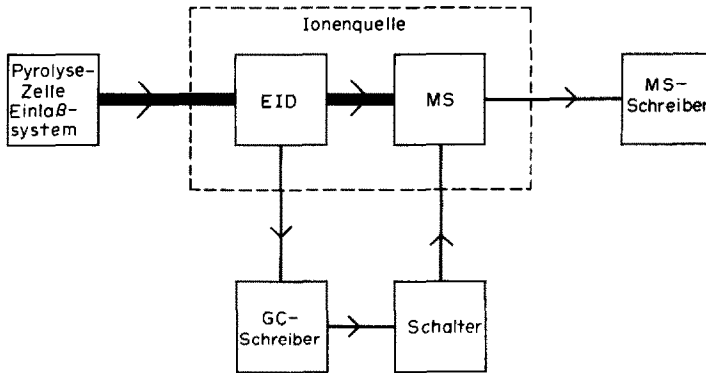 Ionenquelle
Pyrolyse-
Zelle
Einlaß-
system
EID
MS
MS-
Schreiber
GC-
Schreiber
Schalter